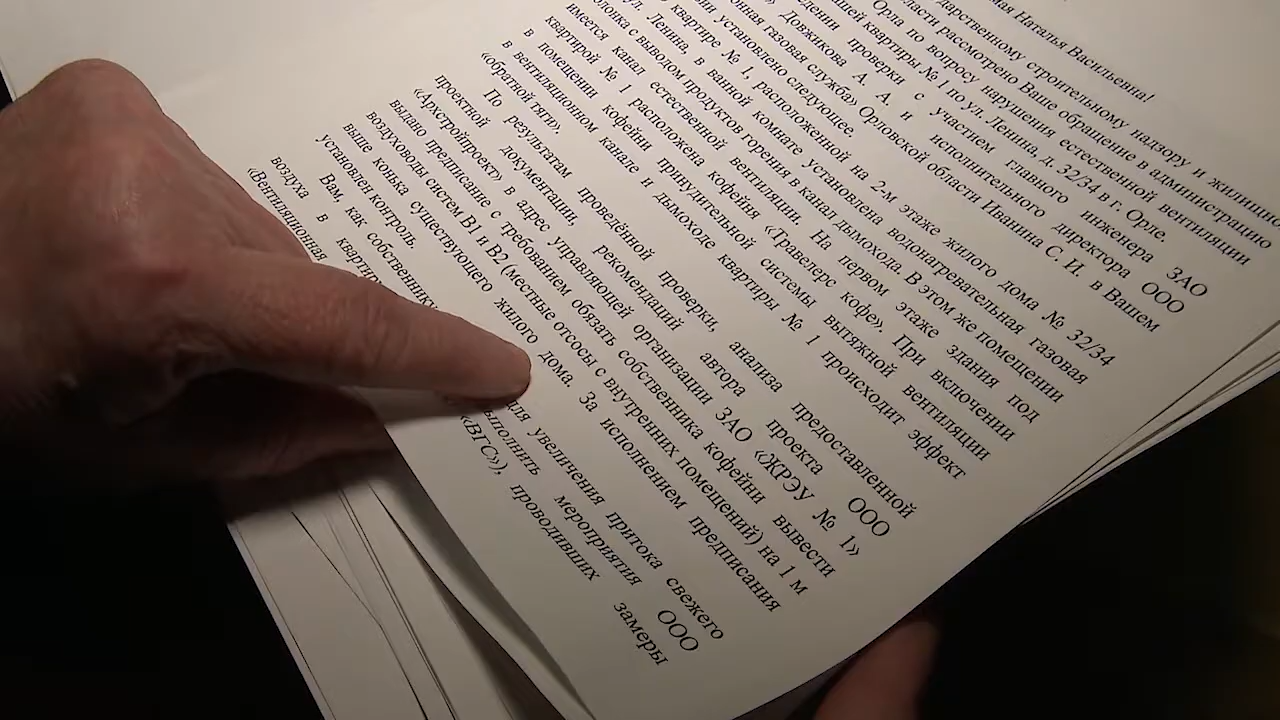 ная Наталья Васильевна!
дарственному строительному надзору и жилищ
ласти рассмотрено Ваше обращение в администрацию
Орла по вопросу нарушения естественной вентиляции
шей квартиры № 1 по ул. Ленина, д. 32/34 в г. Орле.
дении проверки с участием главного инженера ЗАО
» Довжикова А. А. и исполнительного директора ООО
онная газовая служба» Орловской области Иванина С. И. в Вашем
ии установлено следующее.
квартире № 1, расположенной на 2-м этаже жилого дома № 32/34
ул. Ленина, в ванной комнате установлена водонагревательная газовая
олонка с выводом продуктов горения в канал дымохода. В этом же помещении
имеется канал естественной вентиляции. На первом этаже здания под
квартирой № 1 расположена кофейня «Травелерс кофе». При включении
в помещении кофейни принудительной системы вытяжной вентиляции
в вентиляционном канале и дымоходе квартиры № 1 происходит эффект
«обратной тяги».
По результатам проведённой проверки, анализа предоставленной
проектной документации, рекомендаций автора проекта ООО
«Архстройпроект» в адрес управляющей организации ЗАО «ЖРЭУ № 1»
выдано предписание с требованием обязать собственника кофейни вывести
воздуховоды систем В1 и В2 (местные отсосы с внутренних помещений) на 1 м
выше конька существующего жилого дома. За исполнением предписания
установлен контроль.
Вам, как собственнику для увеличения притока свежего
воздуха в выполнить мероприятия ООО
«Вентиляционная «ВГС»), проводивших замеры